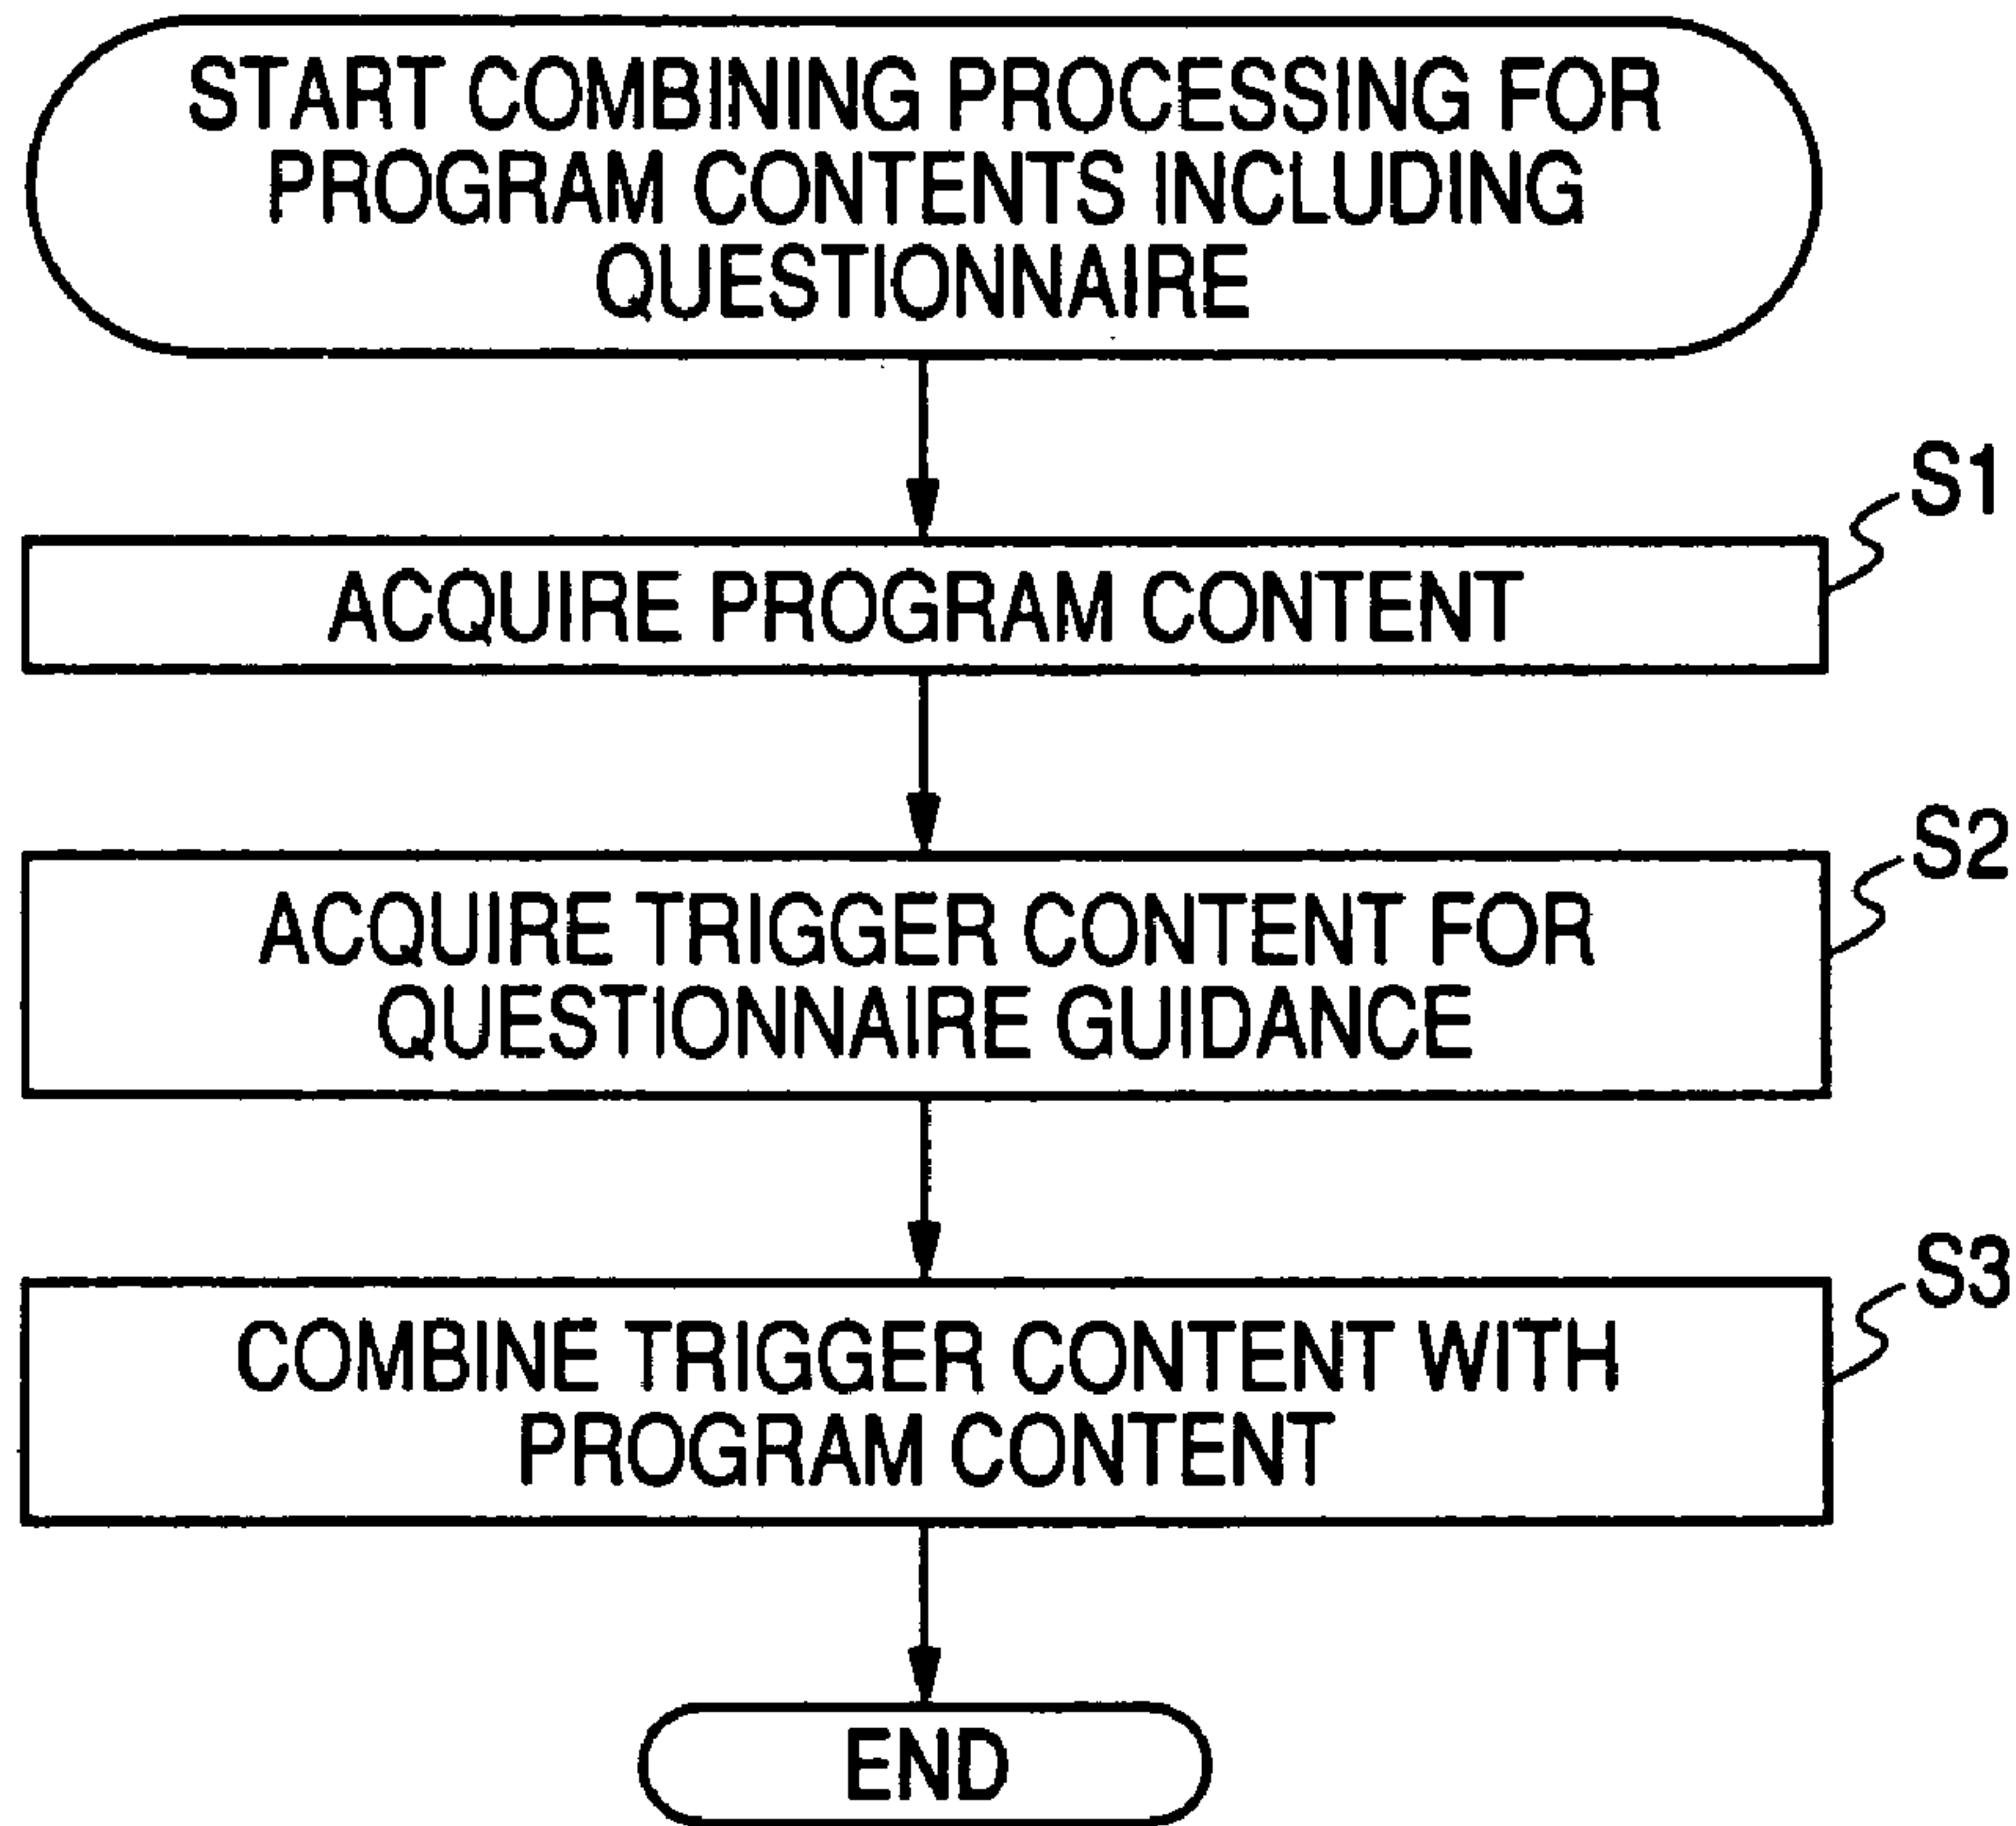 START COMBINING PROCESSING FOR
PROGRAM CONTENTS INCLUDING
QUESTIONNAIRE
S1
ACQUIRE PROGRAM CONTENT
S2
ACQUIRE TRIGGER CONTENT FOR
QUESTIONNAIRE GUIDANCE
S3
COMBINE TRIGGER CONTENT WITH
PROGRAM CONTENT
END